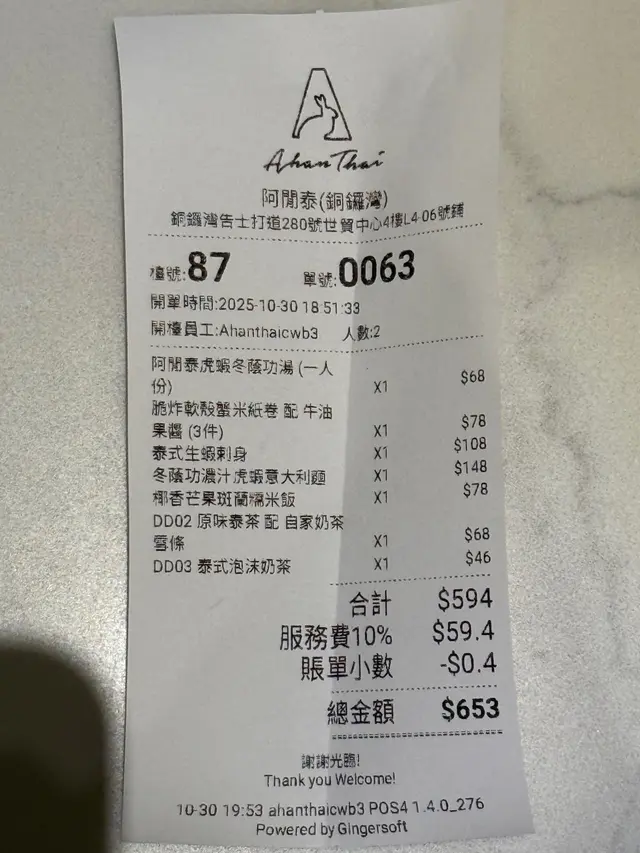 Ahan Thai
阿閒泰(銅鑼灣)
銅鑼灣告士打道280號世貿中心4樓L4-06號鋪
檯號:87 單號:0063
開單時間:2025-10-30 18:51:33
開檯員工:Ahanthaicwb3 人數:2
阿閒泰虎蝦冬蔭功湯 (一人
份) X1 $68
脆炸軟殼蟹米紙卷 配 牛油
果醬 (3件) X1 $78
泰式生蝦刺身 X1 $108
冬蔭功濃汁虎蝦意大利麵 X1 $148
椰香芒果斑蘭糯米飯 X1 $78
DD02 原味泰茶 配 自家奶茶
雪條 X1 $68
DD03 泰式泡沫奶茶 X1 $46
合計 $594
服務費10% $59.4
賬單小數 -$0.4
總金額 $653
謝謝光臨!
Thank you Welcome!
10-30 19:53 ahanthaicwb3 POS4 1.4.0_276
Powered by Gingersoft